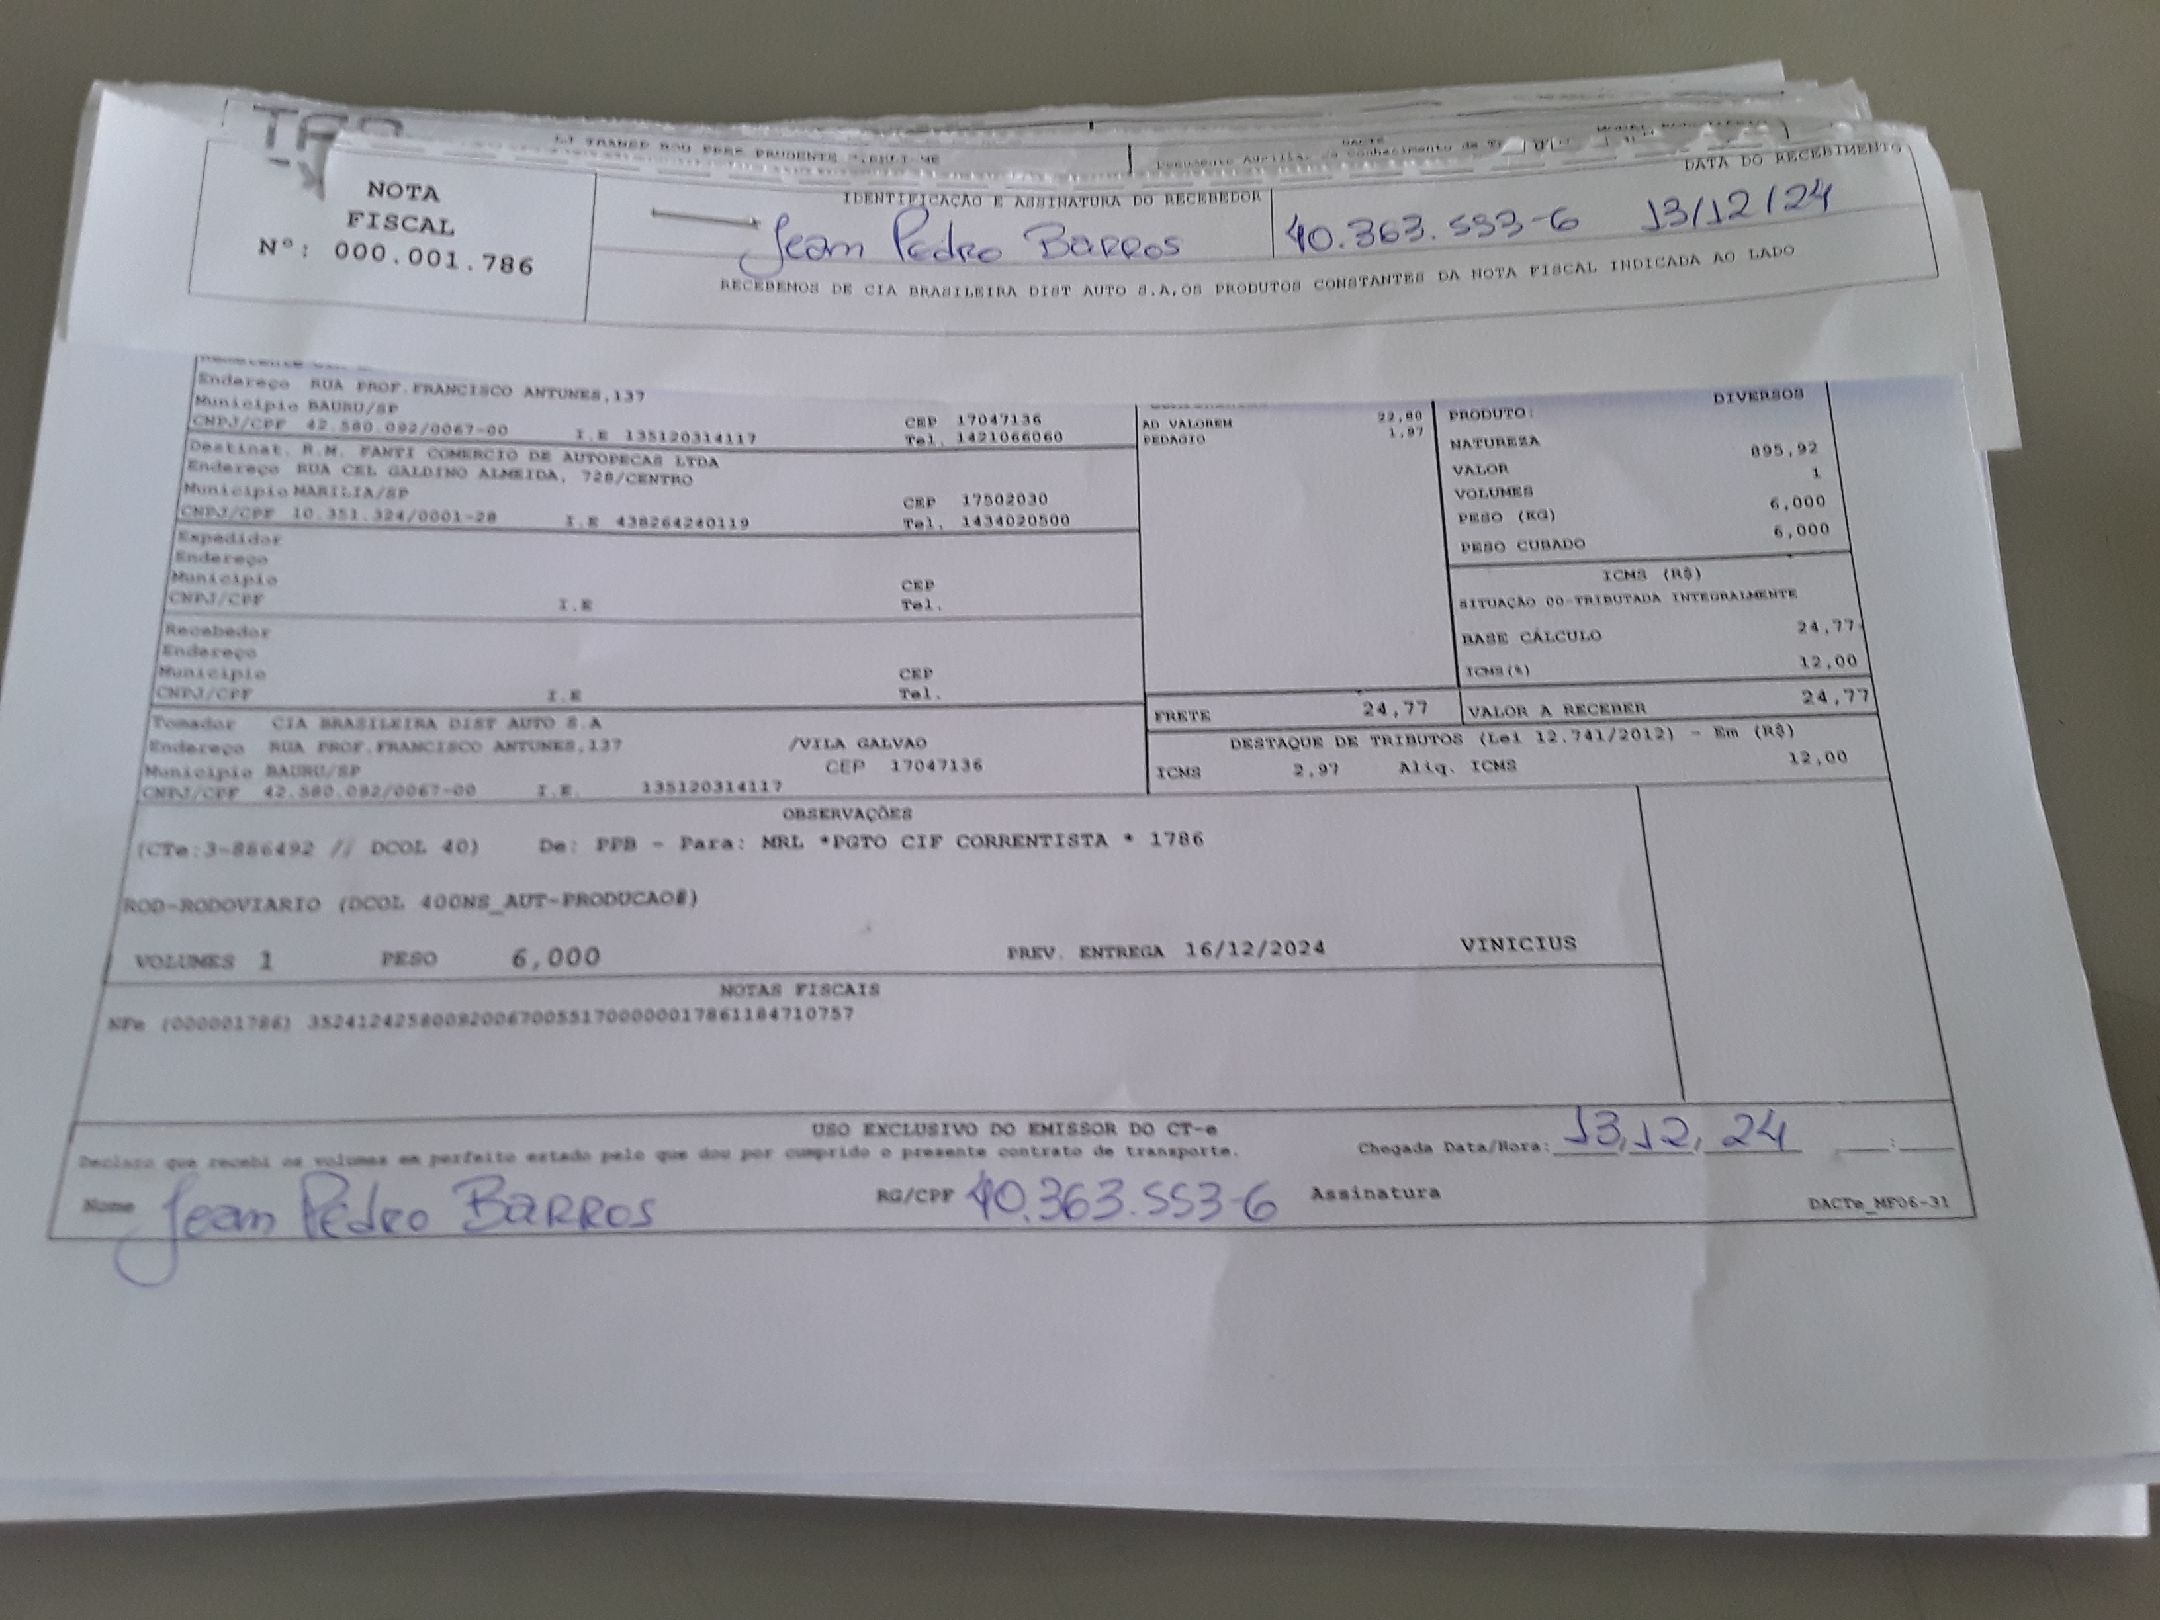 NOTA
FISCAL
Nº: 000.001.786
IDENTIFICAÇÃO E ASSINATURA DO RECEBEDOR
DATA DO RECEBIMENTO
Jean Pedro Barros 40.363.553-6 13/12/24
RECEBEMOS DE CIA BRASILEIRA DIST AUTO S.A,OS PRODUTOS CONSTANTES DA NOTA FISCAL INDICADA AO LADO
Endereço RUA PROF.FRANCISCO ANTUNES,137
Município BAURU/SP CEP 17047136
CNPJ/CPF 42.580.092/0067-00 I.E 135120314117 Tel. 1421066060
Destinat. R.M. FANTI COMERCIO DE AUTOPECAS LTDA
Endereço RUA CEL GALDINO ALMEIDA, 728/CENTRO
Município MARILIA/SP CEP 17502030
CNPJ/CPF 10.351.324/0001-28 I.E 438264240119 Tel. 1434020500
Expedidor
Endereço
Município CEP
CNPJ/CPF I.E Tel.
Recebedor
Endereço
Município CEP
CNPJ/CPF I.E Tel.
Tomador CIA BRASILEIRA DIST AUTO S.A
Endereço RUA PROF.FRANCISCO ANTUNES,137 /VILA GALVAO
Município BAURU/SP CEP 17047136
CNPJ/CPF 42.580.092/0067-00 I.E. 135120314117
AD VALOREM 22,80
PEDAGIO 1,97
FRETE 24,77
PRODUTO: DIVERSOS
NATUREZA
VALOR 895,92
VOLUMES 1
PESO (KG) 6,000
PESO CUBADO 6,000
ICMS (R$)
SITUAÇÃO 00-TRIBUTADA INTEGRALMENTE
BASE CÁLCULO 24,77
ICMS(%) 12,00
VALOR A RECEBER 24,77
DESTAQUE DE TRIBUTOS (Lei 12.741/2012) - Em (R$)
ICMS 2,97 Aliq. ICMS 12,00
OBSERVAÇÕES
(CTe:3-886492 // DCOL 40) De: PPB - Para: MRL *PGTO CIF CORRENTISTA * 1786
ROD-RODOVIARIO (DCOL 400NS_AUT-PRODUCAO#)
VOLUMES 1 PESO 6,000 PREV. ENTREGA 16/12/2024 VINICIUS
NOTAS FISCAIS
NFe (000001786) 35241242580092006700551700000017861184710757
USO EXCLUSIVO DO EMISSOR DO CT-e
Declaro que recebi os volumes em perfeito estado pelo que dou por cumprido o presente contrato de transporte. Chegada Data/Hora: 13,12, 24 :
Nome Jean Pedro Barros RG/CPF 40.363.553-6 Assinatura DACTe_MF06-31